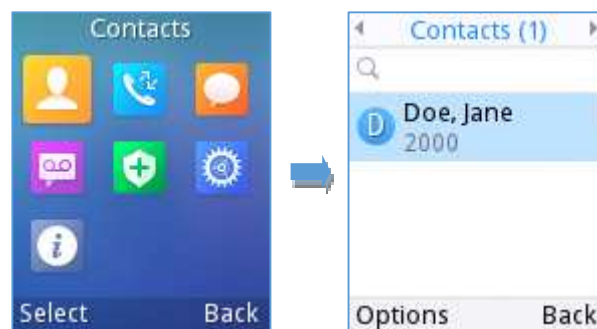 Contacts
Select Back
Contacts (1)
D
Doe, Jane
2000
Options Back